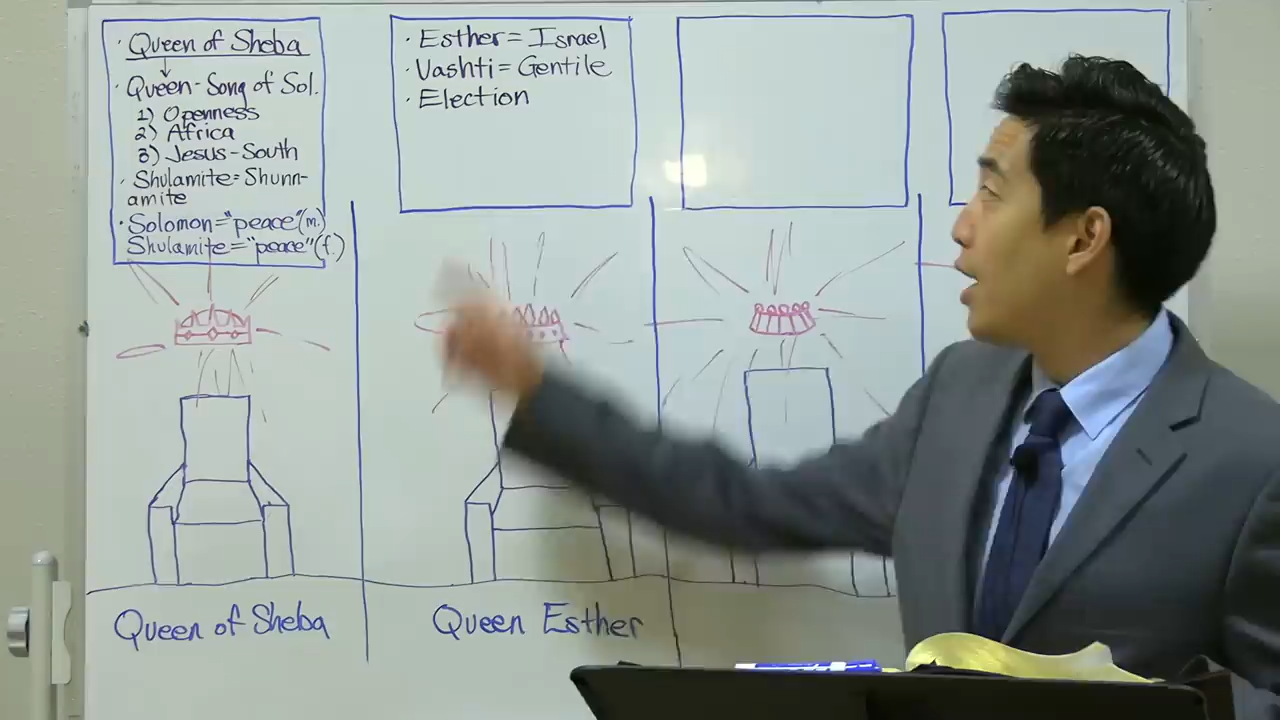 · Queen of Sheba
· Queen-Song of Sol.
1) Openness
2) Africa
3) Jesus-South
· Shulamite=Shunn-
amite
· Solomon="peace"(m.)
Shulamite="peace"(f.)
· Esther=Israel
· Vashti=Gentile
· Election
Queen of Sheba
Queen Esther